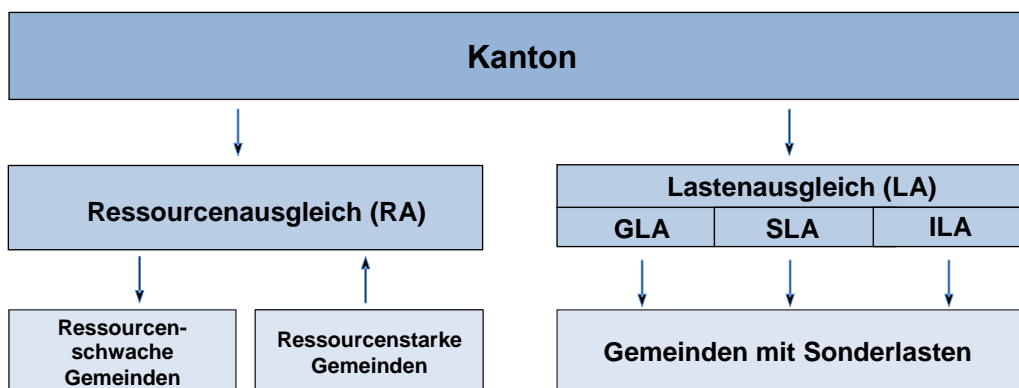 Kanton
Ressourcenausgleich (RA)
Lastenausgleich (LA)
GLA
SLA
ILA
Ressourcen-
schwache
Gemeinden
Ressourcenstarke
Gemeinden
Gemeinden mit Sonderlasten